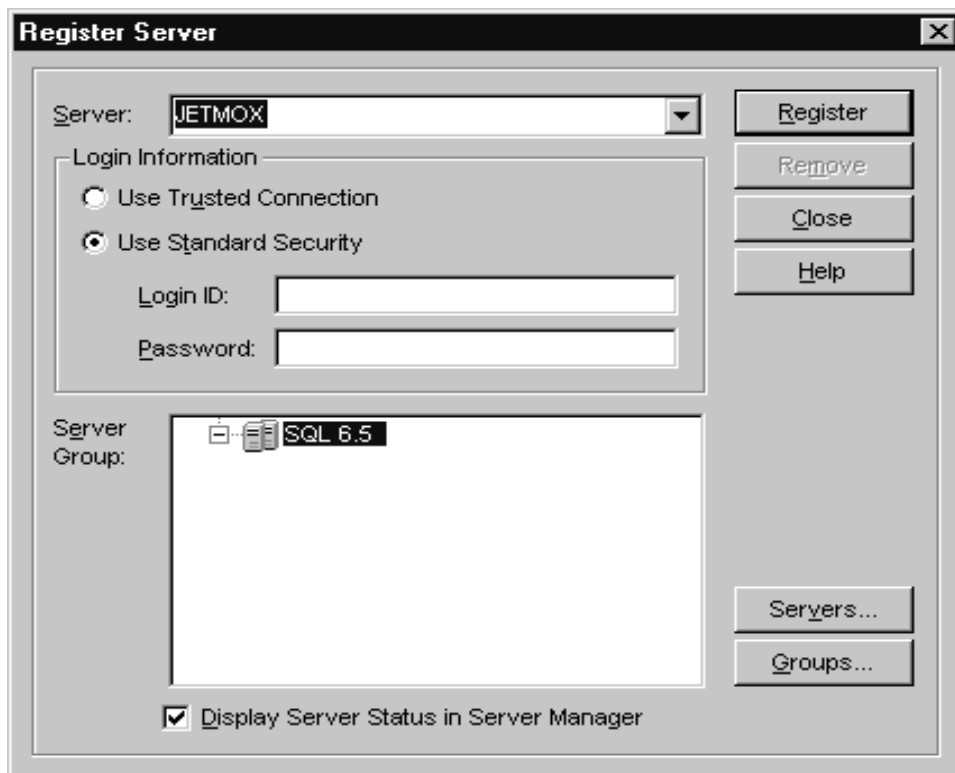 Register Server
Server: JETMOX
Register
Login Information
Remove
Use Trusted Connection
Close
Use Standard Security
Help
Login ID:
Password:
Server
Group:
SQL 6.5
Servers...
Groups...
Display Server Status in Server Manager